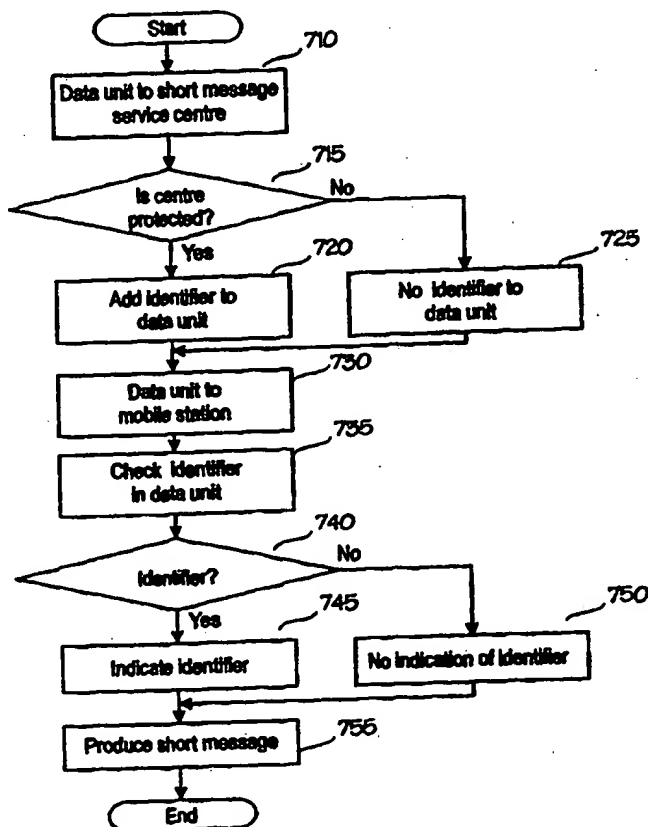 Start
710
Data unit to short message
service centre
715
Is centre
protected?
No
Yes
720
725
Add identifier to
data unit
No identifier to
data unit
730
Data unit to
mobile station
735
Check identifier
in data unit
740
Identifier?
No
Yes
745
750
Indicate identifier
No indication of identifier
755
Produce short message
End